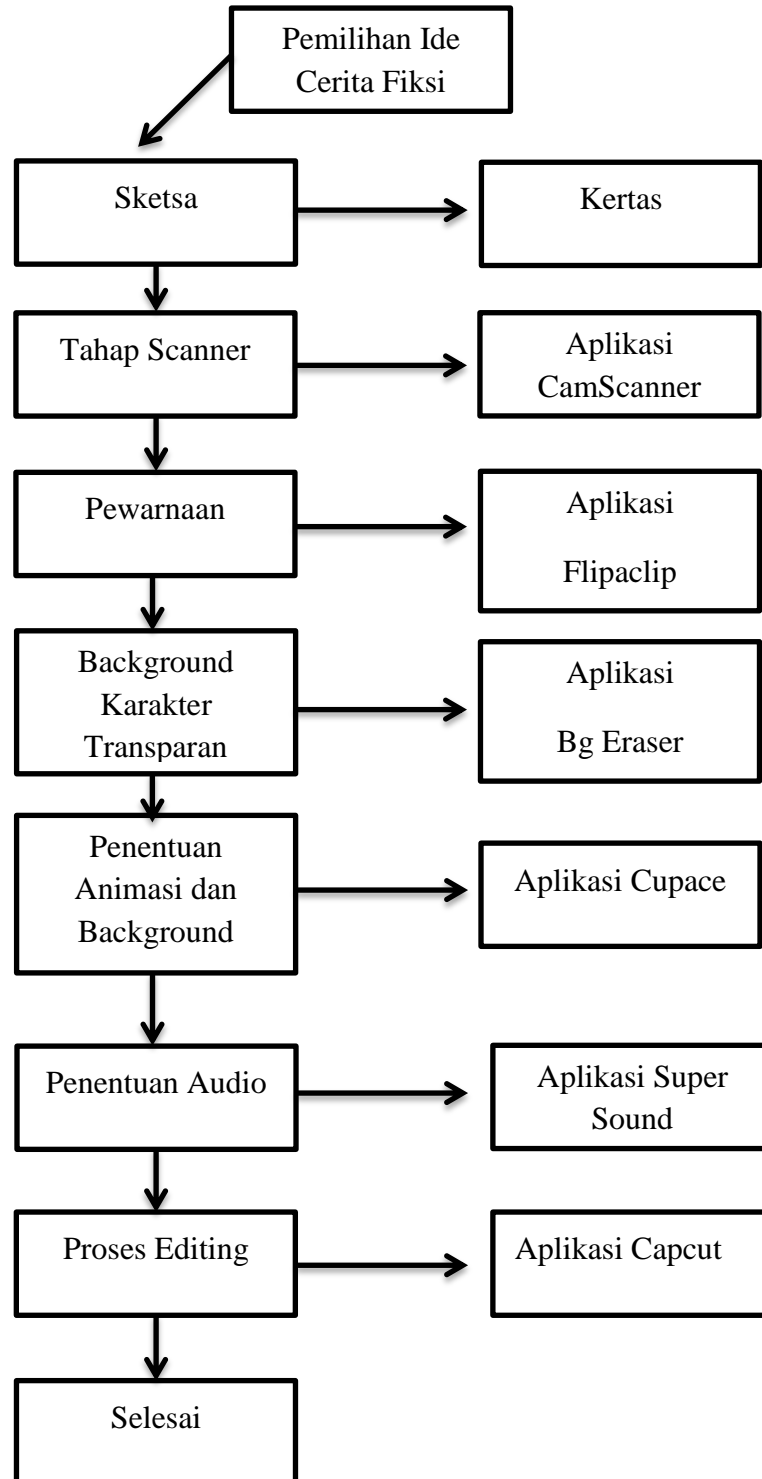 Pemilihan Ide
Cerita Fiksi
Sketsa
Kertas
Tahap Scanner
Aplikasi
CamScanner
Pewarnaan
Aplikasi
Flipaclip
Background
Karakter
Transparan
Aplikasi
Bg Eraser
Penentuan
Animasi dan
Background
Aplikasi Cupace
Penentuan Audio
Aplikasi Super
Sound
Proses Editing
Aplikasi Capcut
Selesai